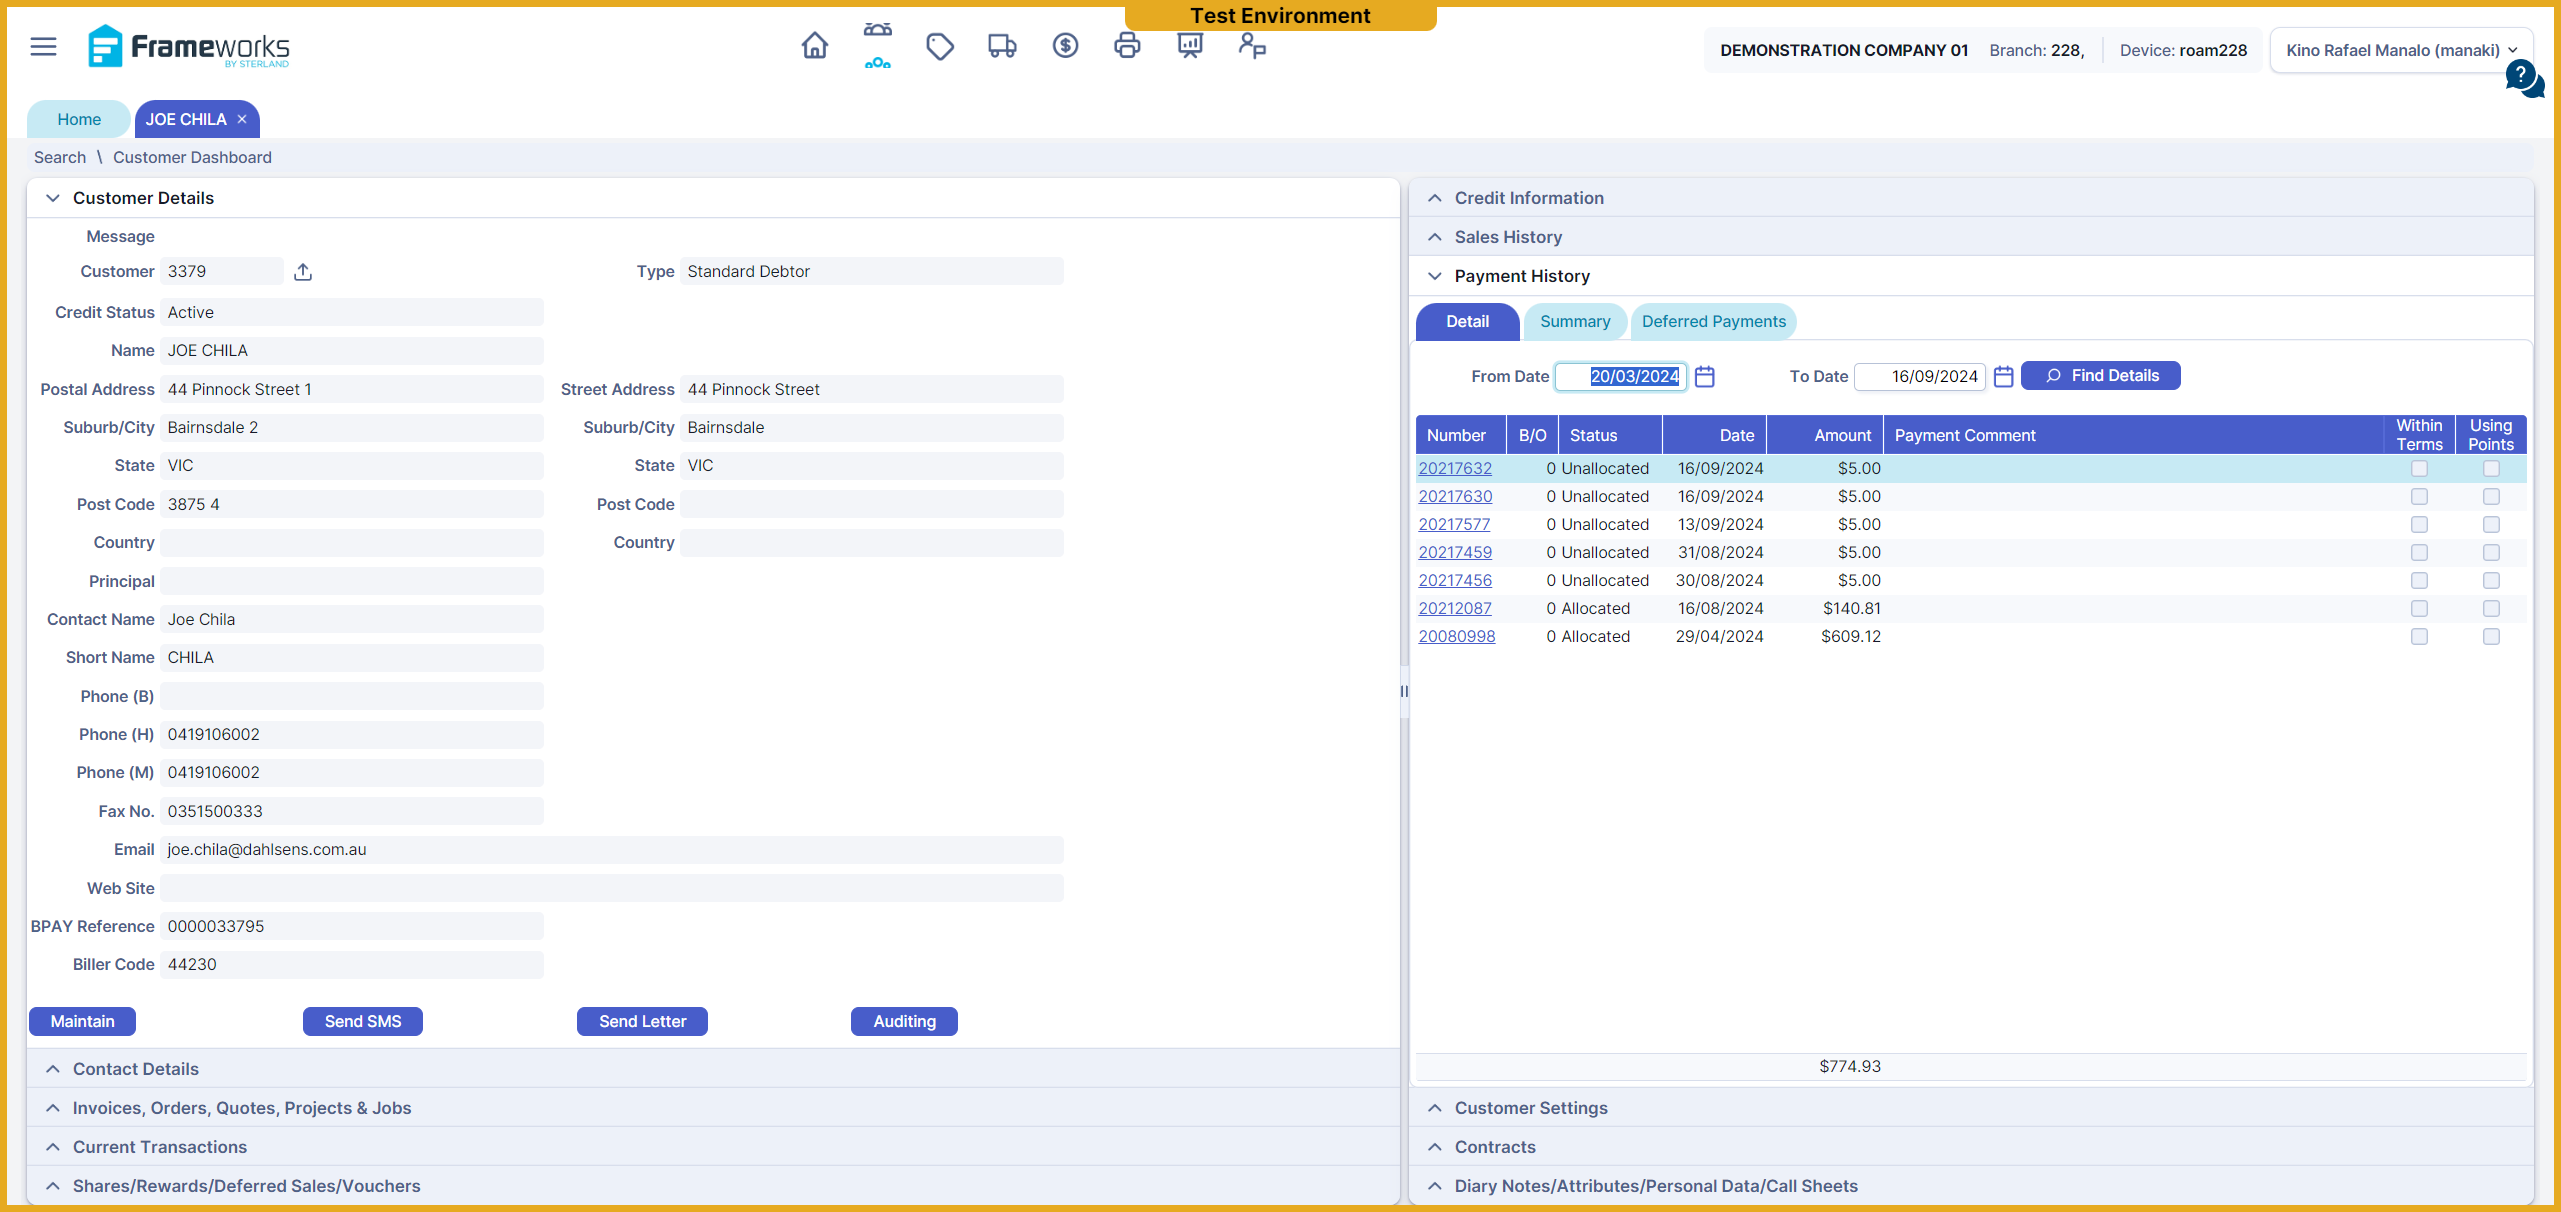 Test Environment
Frameworks
BY STERLAND
DEMONSTRATION COMPANY 01 Branch: 228, Device: roam228 Kino Rafael Manalo (manaki)
?
Home JOE CHILA ×
Search \ Customer Dashboard
Customer Details
Message
Customer 3379 Type Standard Debtor
Credit Status Active
Name JOE CHILA
Postal Address 44 Pinnock Street 1 Street Address 44 Pinnock Street
Suburb/City Bairnsdale 2 Suburb/City Bairnsdale
State VIC State VIC
Post Code 3875 4 Post Code
Country Country
Principal
Contact Name Joe Chila
Short Name CHILA
Phone (B)
Phone (H) 0419106002
Phone (M) 0419106002
Fax No. 0351500333
Email joe.chila@dahlsens.com.au
Web Site
BPAY Reference 0000033795
Biller Code 44230
Maintain Send SMS Send Letter Auditing
Contact Details
Invoices, Orders, Quotes, Projects & Jobs
Current Transactions
Shares/Rewards/Deferred Sales/Vouchers
Credit Information
Sales History
Payment History
Detail Summary Deferred Payments
From Date 20/03/2024 To Date 16/09/2024 Find Details
Number B/O Status Date Amount Payment Comment Within Terms Using Points
20217632 0 Unallocated 16/09/2024 $5.00
20217630 0 Unallocated 16/09/2024 $5.00
20217577 0 Unallocated 13/09/2024 $5.00
20217459 0 Unallocated 31/08/2024 $5.00
20217456 0 Unallocated 30/08/2024 $5.00
20212087 0 Allocated 16/08/2024 $140.81
20080998 0 Allocated 29/04/2024 $609.12
$774.93
Customer Settings
Contracts
Diary Notes/Attributes/Personal Data/Call Sheets